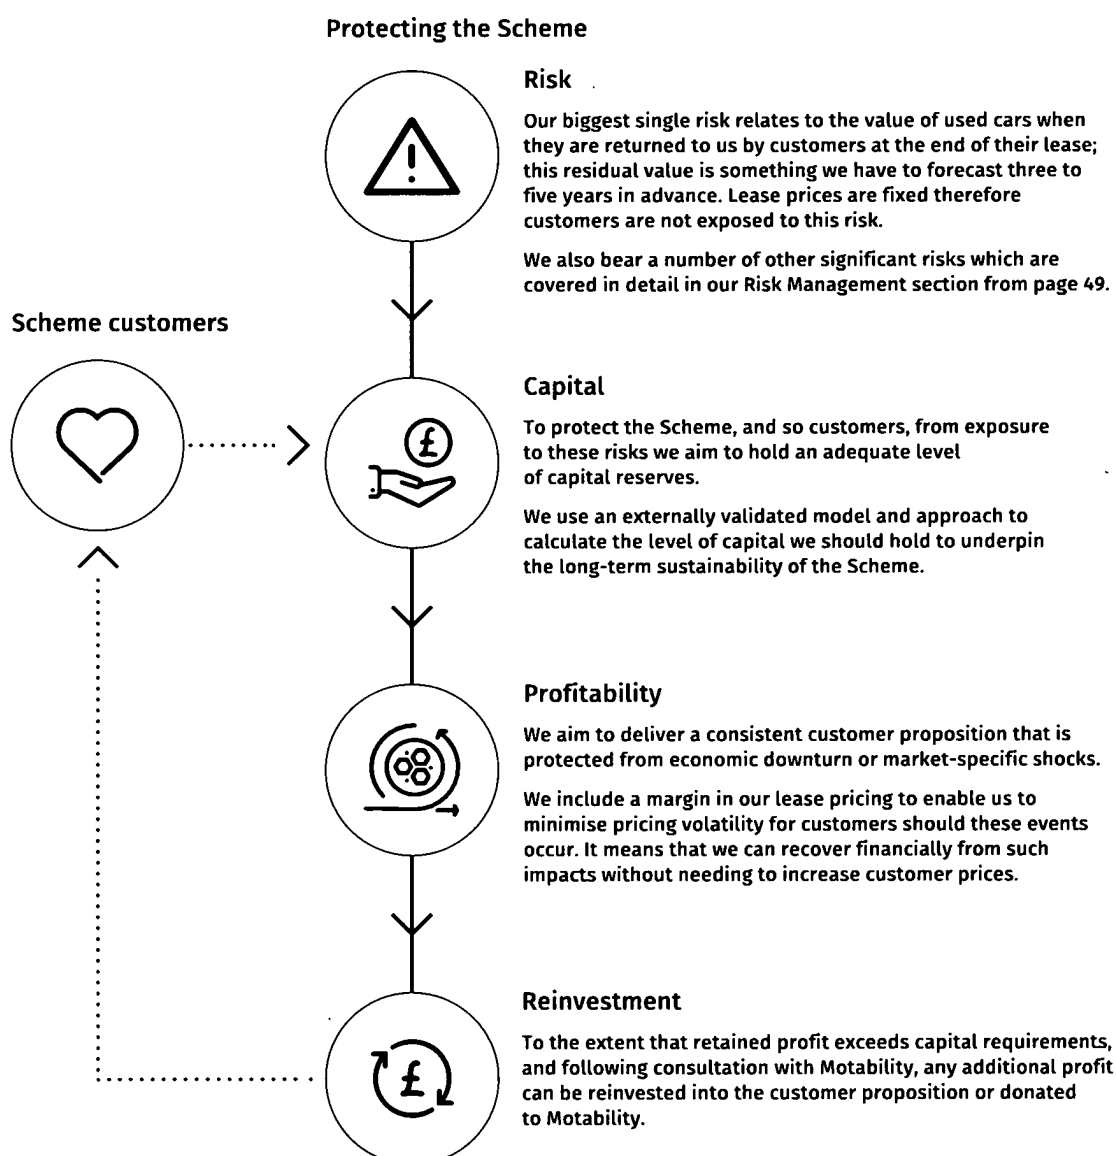 Protecting the Scheme
Risk
Our biggest single risk relates to the value of used cars when
they are returned to us by customers at the end of their lease;
this residual value is something we have to forecast three to
five years in advance. Lease prices are fixed therefore
customers are not exposed to this risk.
We also bear a number of other significant risks which are
covered in detail in our Risk Management section from page 49.
Scheme customers
Capital
To protect the Scheme, and so customers, from exposure
to these risks we aim to hold an adequate level
of capital reserves.
We use an externally validated model and approach to
calculate the level of capital we should hold to underpin
the long-term sustainability of the Scheme.
Profitability
We aim to deliver a consistent customer proposition that is
protected from economic downturn or market-specific shocks.
We include a margin in our lease pricing to enable us to
minimise pricing volatility for customers should these events
occur. It means that we can recover financially from such
impacts without needing to increase customer prices.
Reinvestment
To the extent that retained profit exceeds capital requirements,
and following consultation with Motability, any additional profit
can be reinvested into the customer proposition or donated
to Motability.